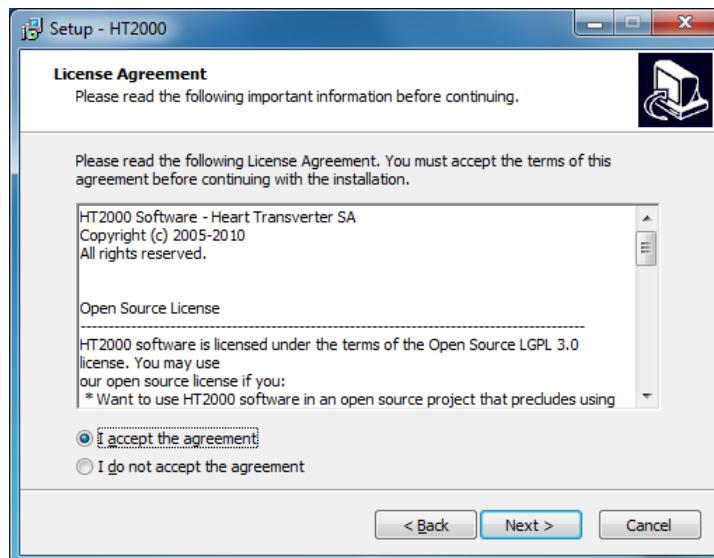 Setup - HT2000
License Agreement
Please read the following important information before continuing.
Please read the following License Agreement. You must accept the terms of this
agreement before continuing with the installation.
HT2000 Software - Heart Transverter SA
Copyright (c) 2005-2010
All rights reserved.
Open Source License
--------------------------------------------------------------------------------
HT2000 software is licensed under the terms of the Open Source LGPL 3.0
license. You may use
our open source license if you:
* Want to use HT2000 software in an open source project that precludes using
I accept the agreement
I do not accept the agreement
< Back
Next >
Cancel